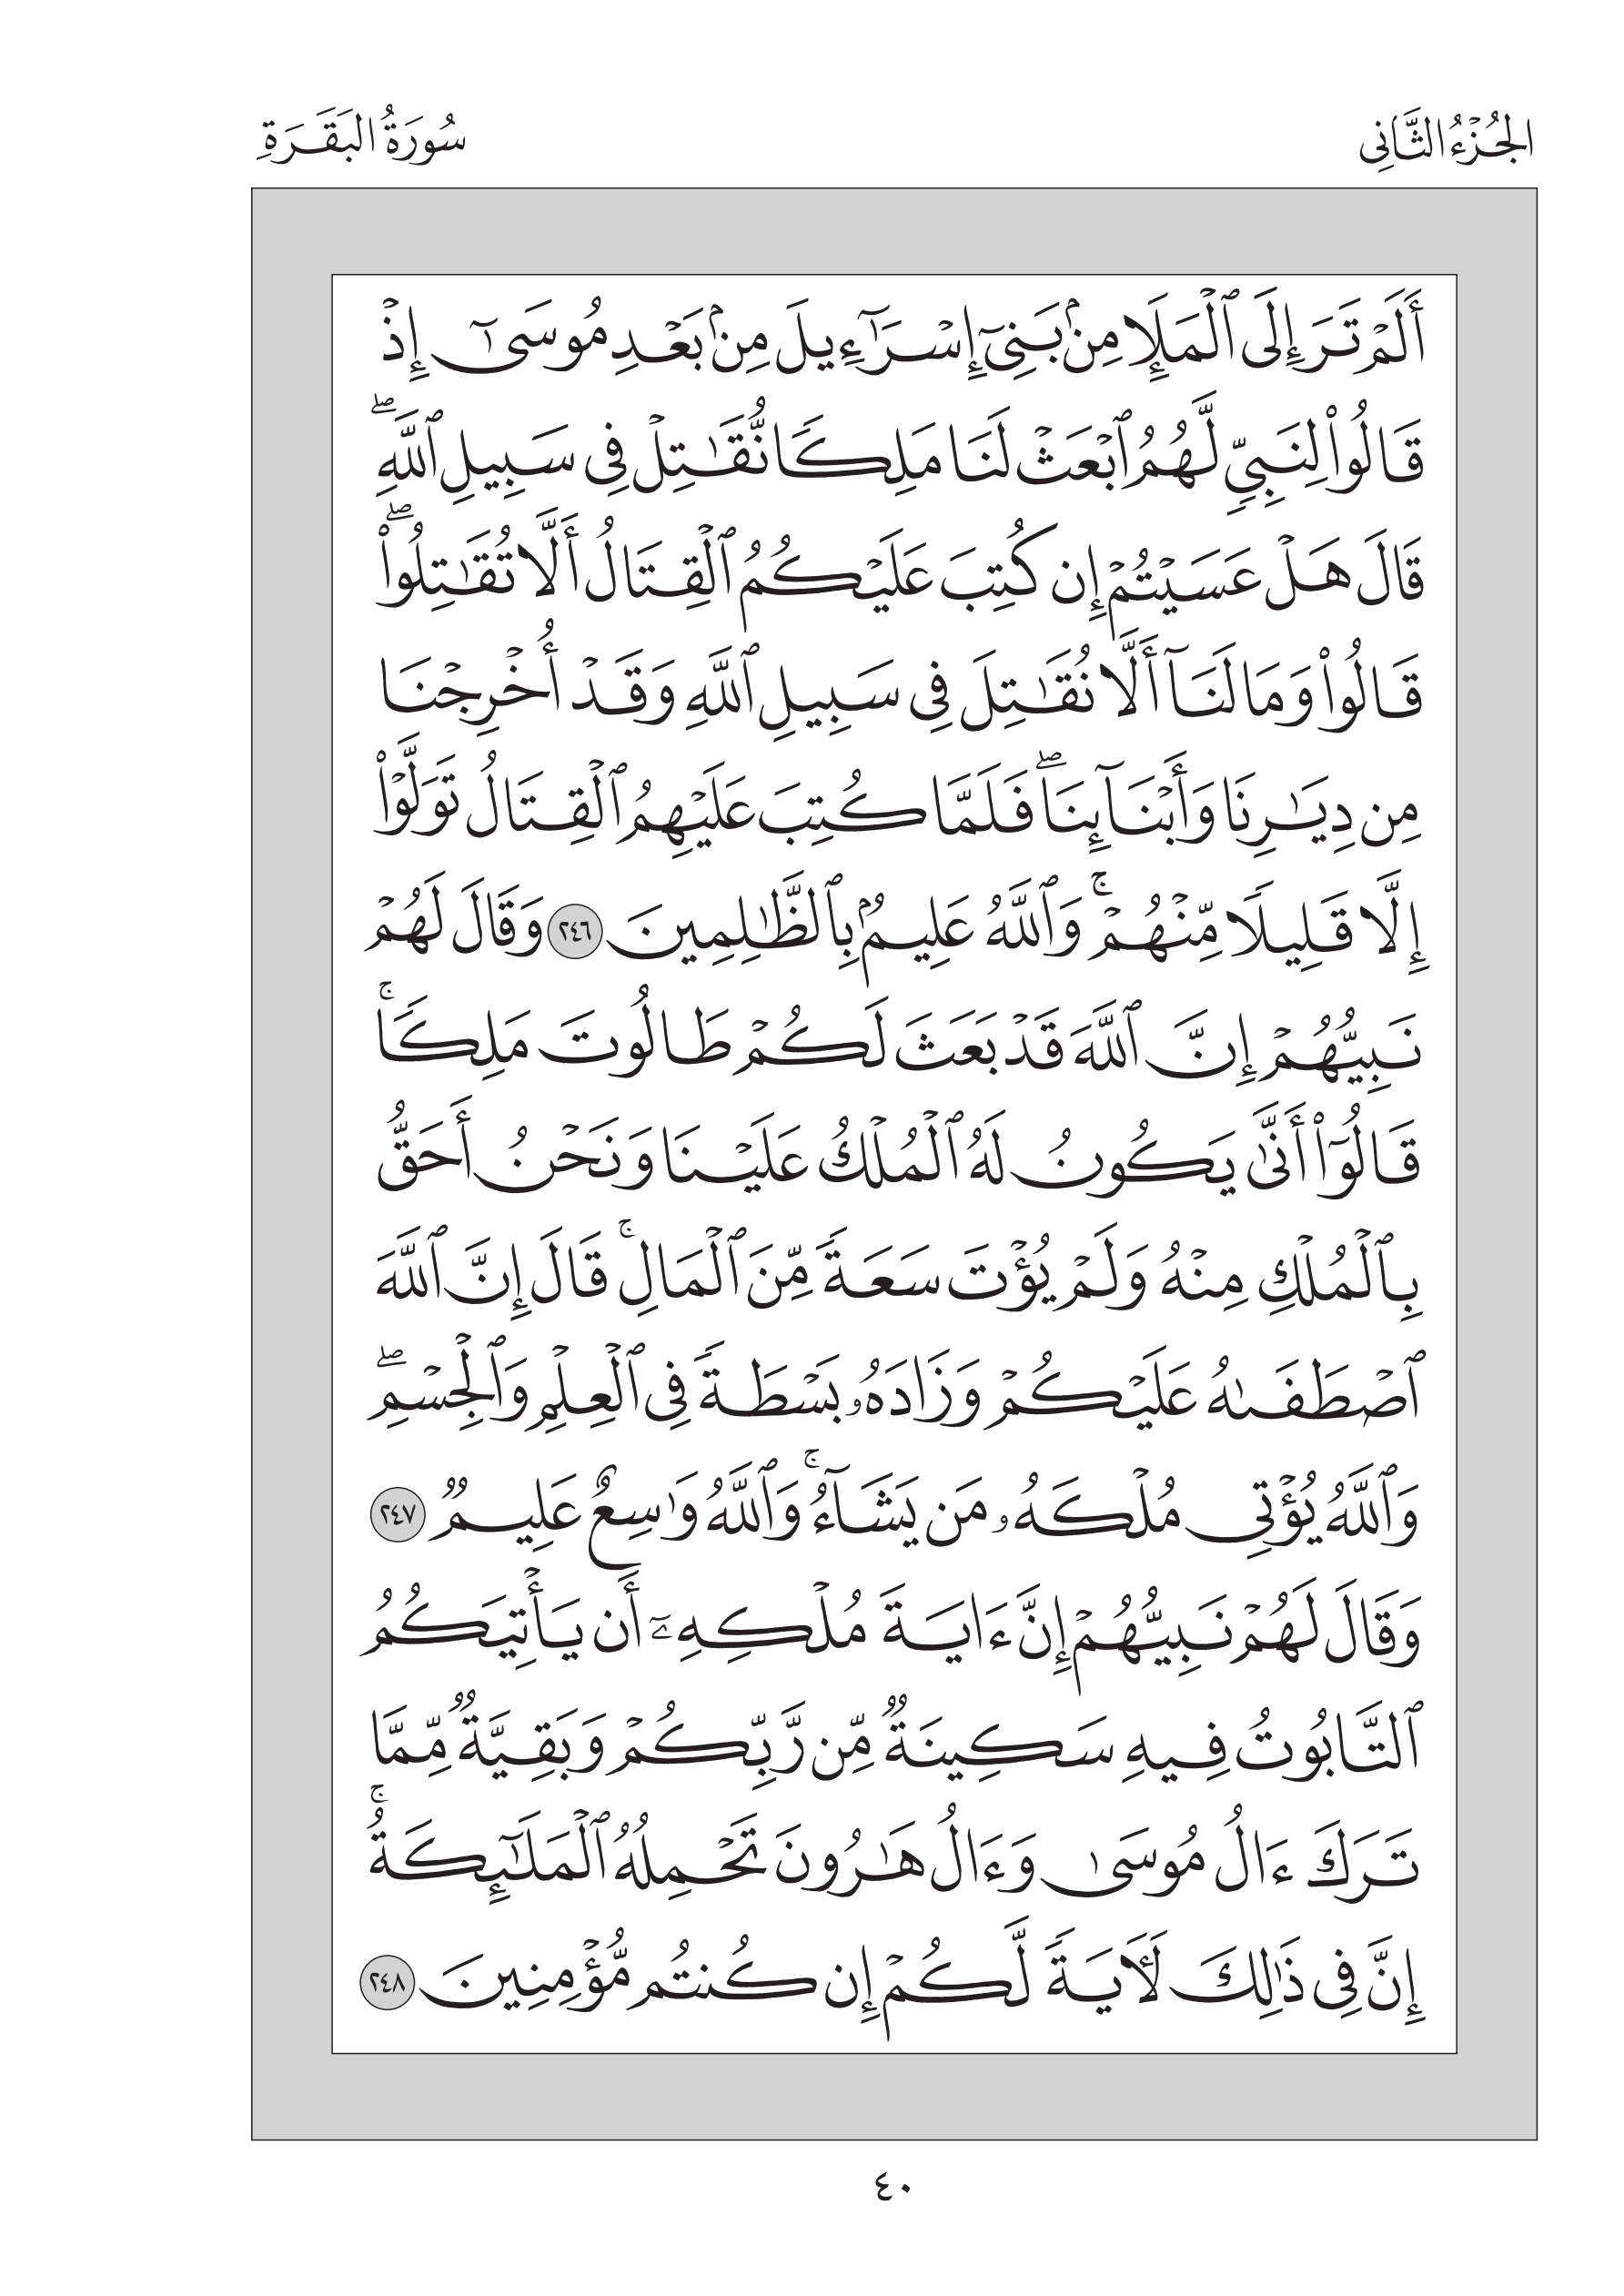 الجُزْءُ الثَّانِي
سُورَةُ البَقَرَةِ
أَلَمْ تَرَ إِلَى ٱلْمَلَإِ مِنۢ بَنِىٓ إِسْرَٰٓءِيلَ مِنۢ بَعْدِ مُوسَىٰٓ إِذْ
قَالُوا۟ لِنَبِىٍّ لَّهُمُ ٱبْعَثْ لَنَا مَلِكًا نُّقَٰتِلْ فِى سَبِيلِ ٱللَّهِ ۖ
قَالَ هَلْ عَسَيْتُمْ إِن كُتِبَ عَلَيْكُمُ ٱلْقِتَالُ أَلَّا تُقَٰتِلُوا۟ ۖ
قَالُوا۟ وَمَا لَنَآ أَلَّا نُقَٰتِلَ فِى سَبِيلِ ٱللَّهِ وَقَدْ أُخْرِجْنَا
مِن دِيَٰرِنَا وَأَبْنَآئِنَا ۖ فَلَمَّا كُتِبَ عَلَيْهِمُ ٱلْقِتَالُ تَوَلَّوْا۟
إِلَّا قَلِيلًا مِّنْهُمْ ۚ وَٱللَّهُ عَلِيمٌۢ بِٱلظَّٰلِمِينَ ٢٤٦ وَقَالَ لَهُمْ
نَبِيُّهُمْ إِنَّ ٱللَّهَ قَدْ بَعَثَ لَكُمْ طَالُوتَ مَلِكًا ۚ
قَالُوٓا۟ أَنَّىٰ يَكُونُ لَهُ ٱلْمُلْكُ عَلَيْنَا وَنَحْنُ أَحَقُّ
بِٱلْمُلْكِ مِنْهُ وَلَمْ يُؤْتَ سَعَةً مِّنَ ٱلْمَالِ ۚ قَالَ إِنَّ ٱللَّهَ
ٱصْطَفَىٰهُ عَلَيْكُمْ وَزَادَهُۥ بَسْطَةً فِى ٱلْعِلْمِ وَٱلْجِسْمِ ۖ
وَٱللَّهُ يُؤْتِى مُلْكَهُۥ مَن يَشَآءُ ۚ وَٱللَّهُ وَٰسِعٌ عَلِيمٌ ٢٤٧
وَقَالَ لَهُمْ نَبِيُّهُمْ إِنَّ ءَايَةَ مُلْكِهِۦٓ أَن يَأْتِيَكُمُ
ٱلتَّابُوتُ فِيهِ سَكِينَةٌ مِّن رَّبِّكُمْ وَبَقِيَّةٌ مِّمَّا
تَرَكَ ءَالُ مُوسَىٰ وَءَالُ هَٰرُونَ تَحْمِلُهُ ٱلْمَلَٰٓئِكَةُ ۚ
إِنَّ فِى ذَٰلِكَ لَءَايَةً لَّكُمْ إِن كُنتُم مُّؤْمِنِينَ ٢٤٨
٤٠